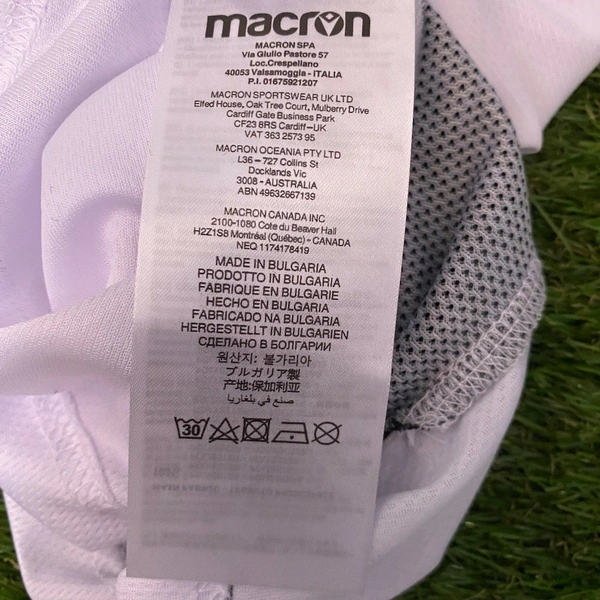 macron
MACRON SPA
Via Giulio Pastore 57
Loc.Crespellano
40053 Valsamoggia - ITALIA
P.I. 01675921207
MACRON SPORTSWEAR UK LTD
Elfed House, Oak Tree Court, Mulberry Drive
Cardiff Gate Business Park
CF23 8RS Cardiff-UK
VAT 363 2573 95
MACRON OCEANIA PTY LTD
L36 - 727 Collins St
Docklands Vic
3008 - AUSTRALIA
ABN 49632667139
MACRON CANADA INC
2100-1080 Cote du Beaver Hall
H2Z1S8 Montréal (Québec) - CANADA
NEQ 1174178419
MADE IN BULGARIA
PRODOTTO IN BULGARIA
FABRIQUE EN BULGARIE
HECHO EN BULGARIA
FABRICADO NA BULGARIA
HERGESTELLT IN BULGARIEN
СДЕЛАНО В БОЛГАРИИ
원산지: 불가리아
ブルガリア製
产地:保加利亚
صنع في بلغاريا
30